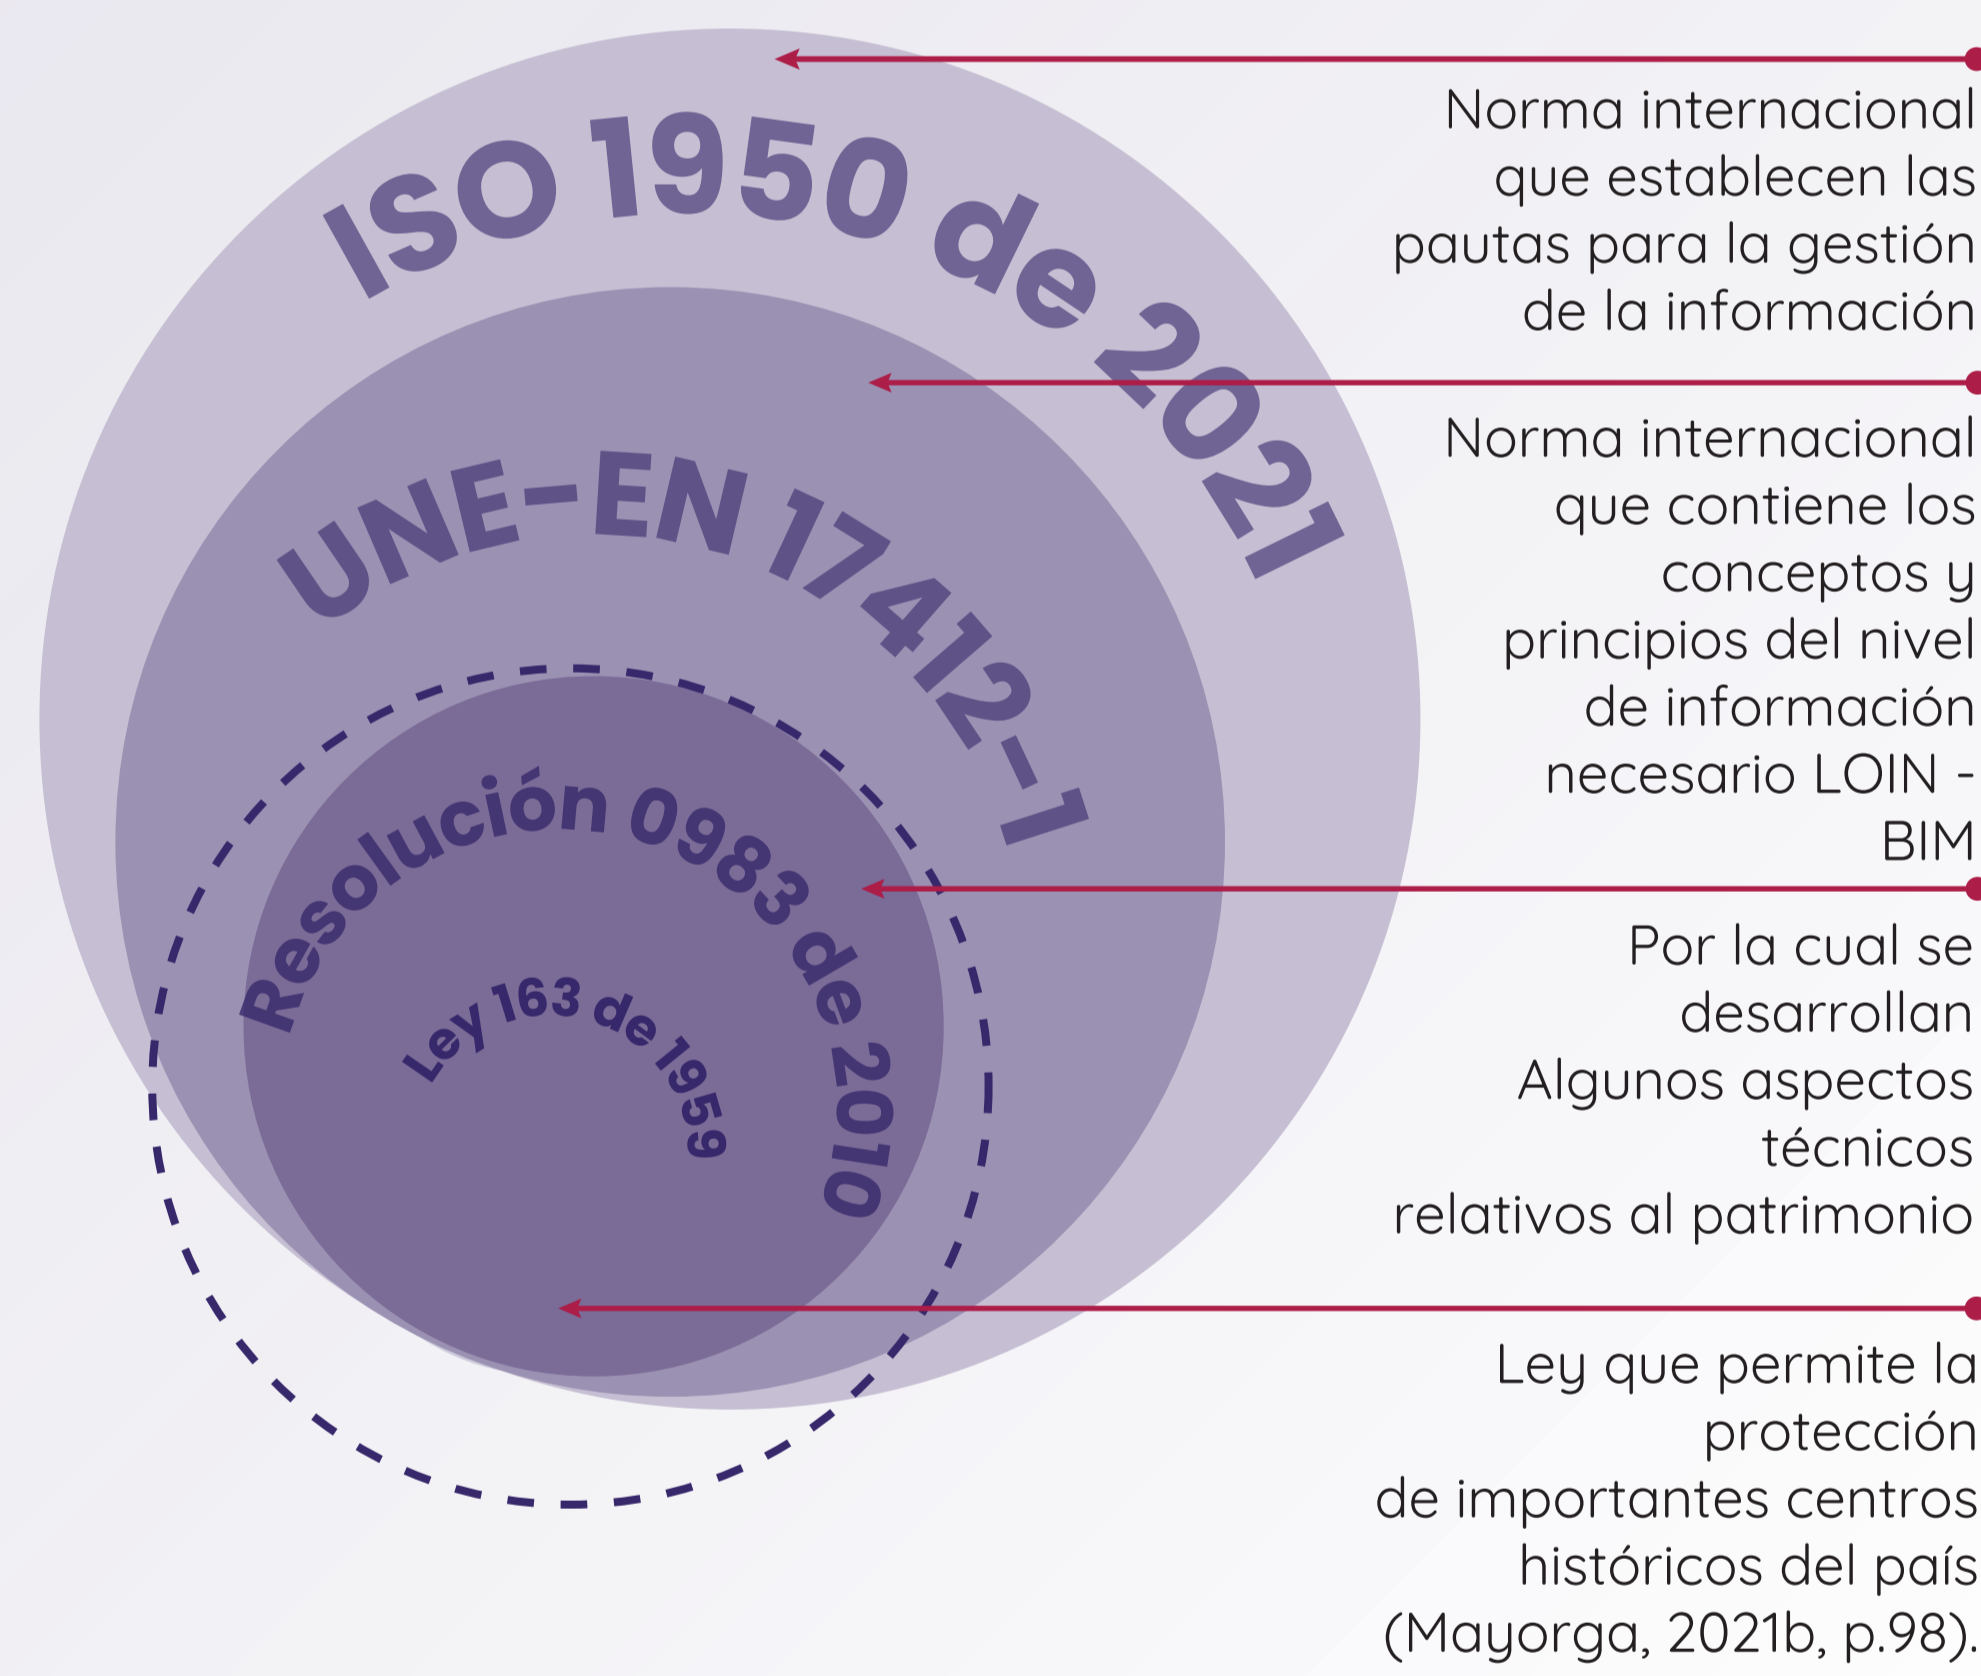 ISO 1950 de 2021
Norma internacional
que establecen las
pautas para la gestión
de la información
UNE-EN 17412-1
Norma internacional
que contiene los
conceptos y
principios del nivel
de información
necesario LOIN -
BIM
Resolución 0983 de 2010
Por la cual se
desarrollan
Algunos aspectos
técnicos
relativos al patrimonio
Ley 163 de 1959
Ley que permite la
protección
de importantes centros
históricos del país
(Mayorga, 2021b, p.98).